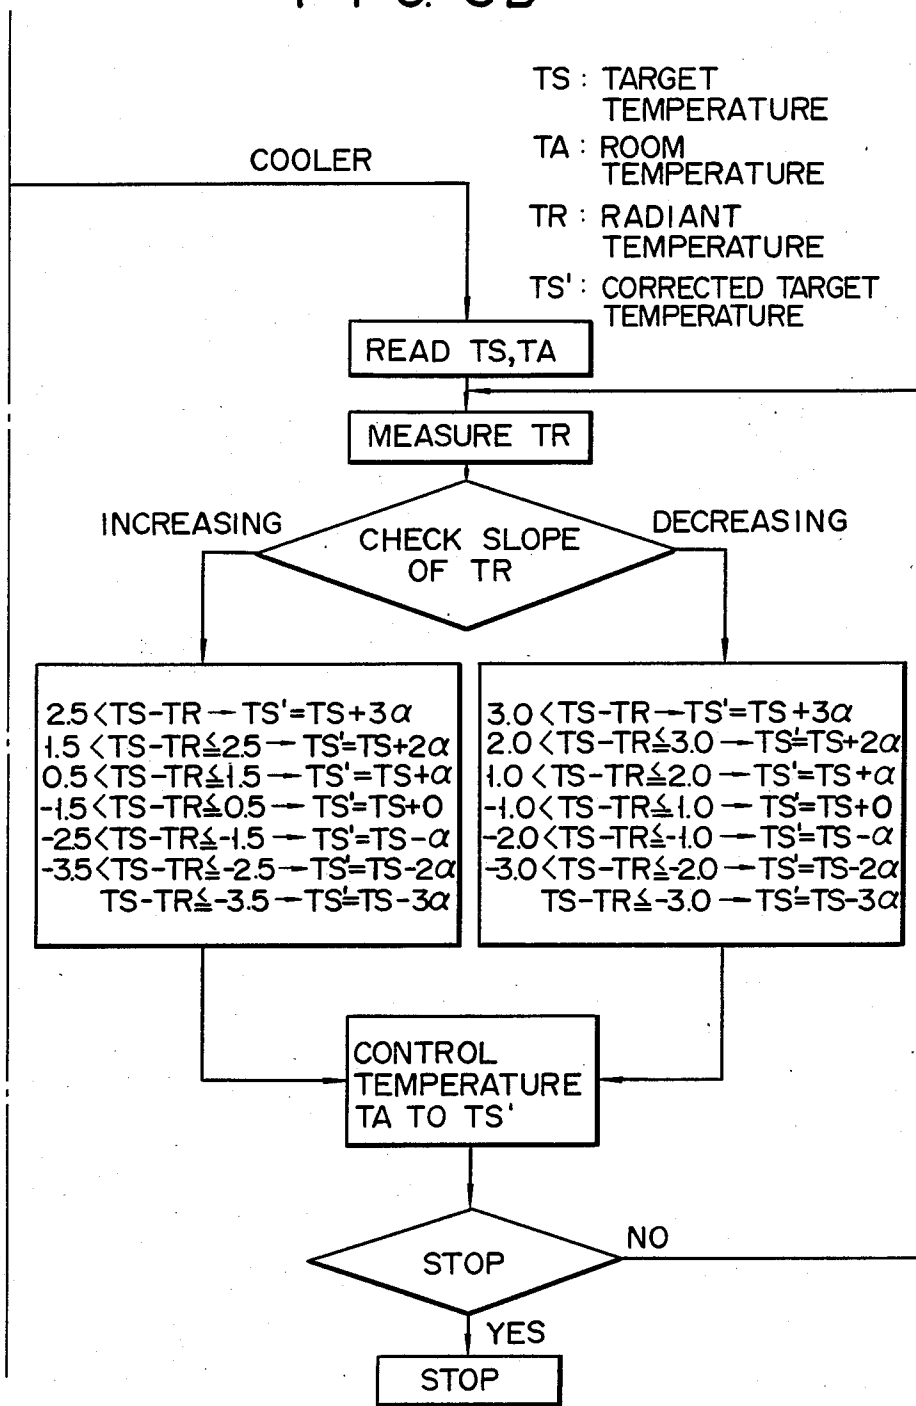 TS : TARGET
TEMPERATURE
TA : ROOM
TEMPERATURE
TR : RADIANT
TEMPERATURE
TS' : CORRECTED TARGET
TEMPERATURE
COOLER
READ TS,TA
MEASURE TR
CHECK SLOPE
OF TR
INCREASING
DECREASING
2.5<TS-TR→TS'=TS+3α
1.5<TS-TR≦2.5→TS'=TS+2α
0.5<TS-TR≦1.5→TS'=TS+α
-1.5<TS-TR≦0.5→TS'=TS+0
-2.5<TS-TR≦-1.5→TS'=TS-α
-3.5<TS-TR≦-2.5→TS'=TS-2α
TS-TR≦-3.5→TS'=TS-3α
3.0<TS-TR→TS'=TS+3α
2.0<TS-TR≦3.0→TS'=TS+2α
1.0<TS-TR≦2.0→TS'=TS+α
-1.0<TS-TR≦1.0→TS'=TS+0
-2.0<TS-TR≦-1.0→TS'=TS-α
-3.0<TS-TR≦-2.0→TS'=TS-2α
TS-TR≦-3.0→TS'=TS-3α
CONTROL
TEMPERATURE
TA TO TS'
STOP
NO
YES
STOP